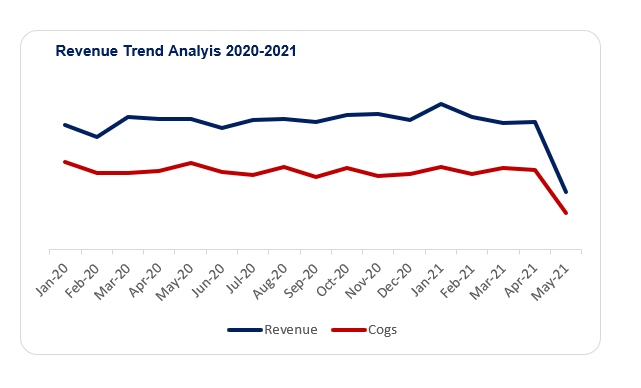 Revenue Trend Analyis 2020-2021
Jan-20
Feb-20
Mar-20
Apr-20
May-20
Jun-20
Jul-20
Aug-20
Sep-20
Oct-20
Nov-20
Dec-20
Jan-21
Feb-21
Mar-21
Apr-21
May-21
Revenue
Cogs